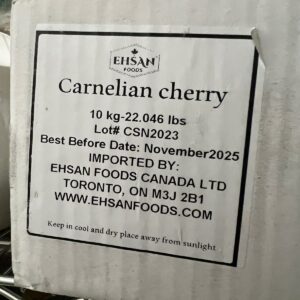 EHSAN
FOODS
Carnelian cherry
10 kg-22.046 lbs
Lot# CSN2023
Best Before Date: November2025
IMPORTED BY:
EHSAN FOODS CANADA LTD
TORONTO, ON M3J 2B1
WWW.EHSANFOODS.COM
Keep in cool and dry place away from sunlight